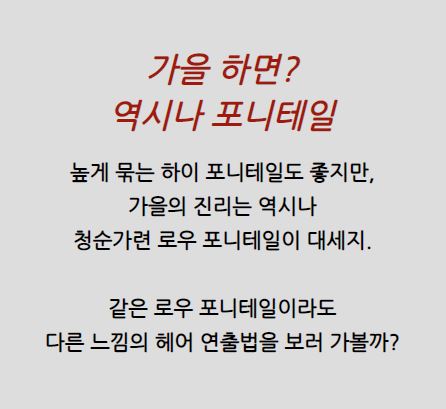 가을 하면?
역시나 포니테일
높게 묶는 하이 포니테일도 좋지만,
가을의 진리는 역시나
청순가련 로우 포니테일이 대세지.
같은 로우 포니테일이라도
다른 느낌의 헤어 연출법을 보러 가볼까?